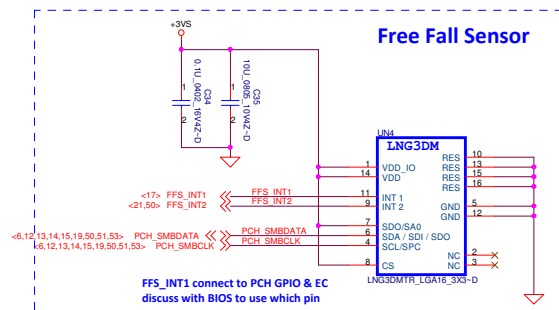 +3VS
Free Fall Sensor
1
2
0.1U_0402_16V4Z~D
C34
1
2
10U_0805_10V4Z~D
C35
UN4
LNG3DM
1 VDD_IO
14 VDD
RES 10
RES 13
RES 15
RES 16
<17> FFS_INT1 FFS_INT1 11 INT 1
<21,50> FFS_INT2 FFS_INT2 9 INT 2
GND 5
GND 12
7 SDO/SA0
<6,12,13,14,15,19,50,51,53> PCH_SMBDATA PCH_SMBDATA 6 SDA / SDI / SDO
<6,12,13,14,15,19,50,51,53> PCH_SMBCLK PCH_SMBCLK 4 SCL/SPC
NC 2
NC 3
8 CS
LNG3DMTR_LGA16_3X3~D
FFS_INT1 connect to PCH GPIO & EC
discuss with BIOS to use which pin